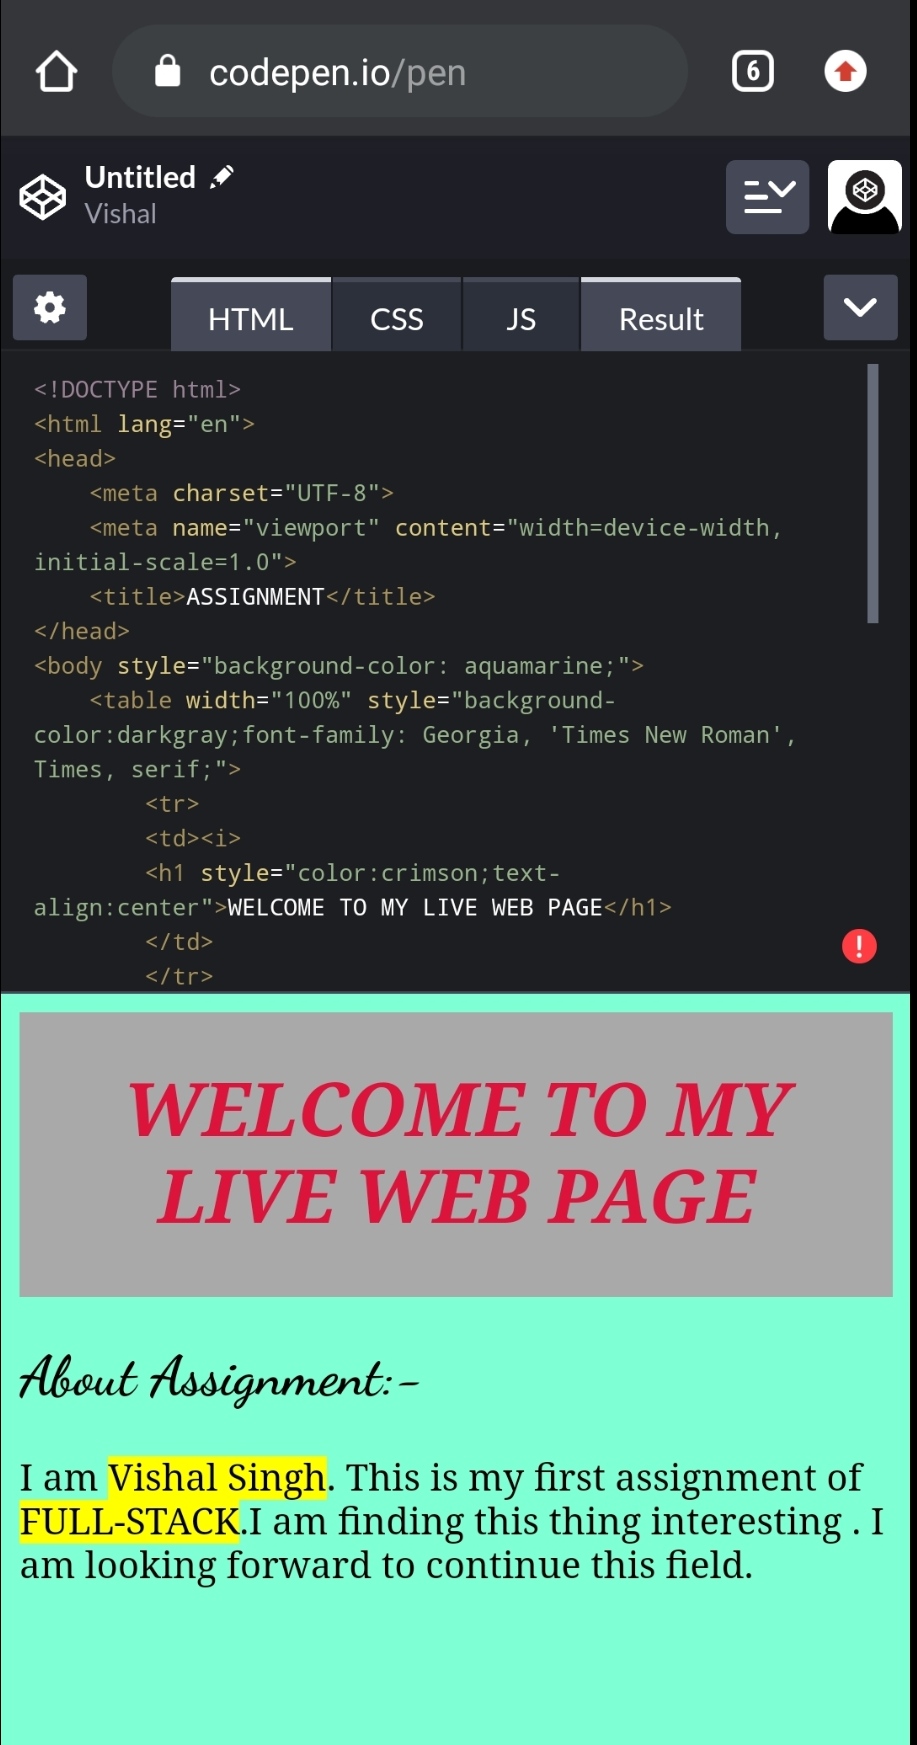 codepen.io/pen
6
Untitled
Vishal
HTML CSS JS Result
<!DOCTYPE html>
<html lang="en">
<head>
    <meta charset="UTF-8">
    <meta name="viewport" content="width=device-width,
initial-scale=1.0">
    <title>ASSIGNMENT</title>
</head>
<body style="background-color: aquamarine;">
    <table width="100%" style="background-
color:darkgray;font-family: Georgia, 'Times New Roman',
Times, serif;">
        <tr>
        <td><i>
        <h1 style="color:crimson;text-
align:center">WELCOME TO MY LIVE WEB PAGE</h1>
        </td>
        </tr>
WELCOME TO MY
LIVE WEB PAGE
About Assignment:-
I am Vishal Singh. This is my first assignment of
FULL-STACK.I am finding this thing interesting . I
am looking forward to continue this field.